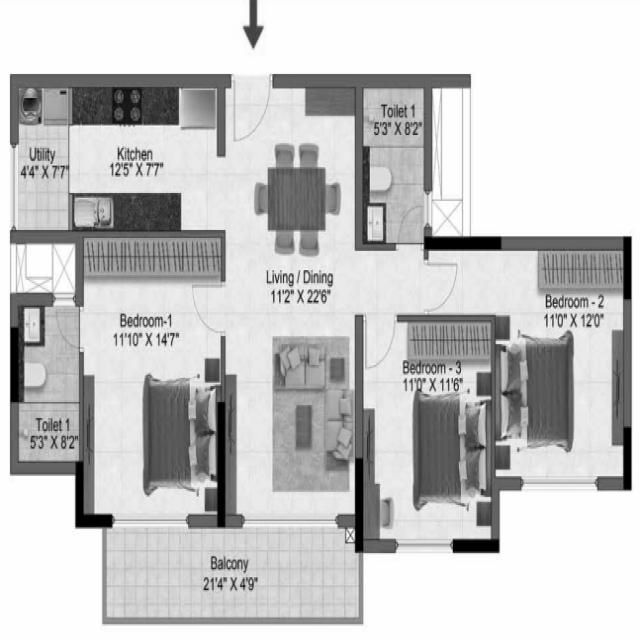 Toilet 1
5'3" X 8'2"
Utility
4'4" X 7'7"
Kitchen
12'5" X 7'7"
Living / Dining
11'2" X 22'6"
Bedroom - 2
11'0" X 12'0"
Bedroom-1
11'10" X 14'7"
Bedroom - 3
11'0" X 11'6"
Toilet 1
5'3" X 8'2"
Balcony
21'4" X 4'9"